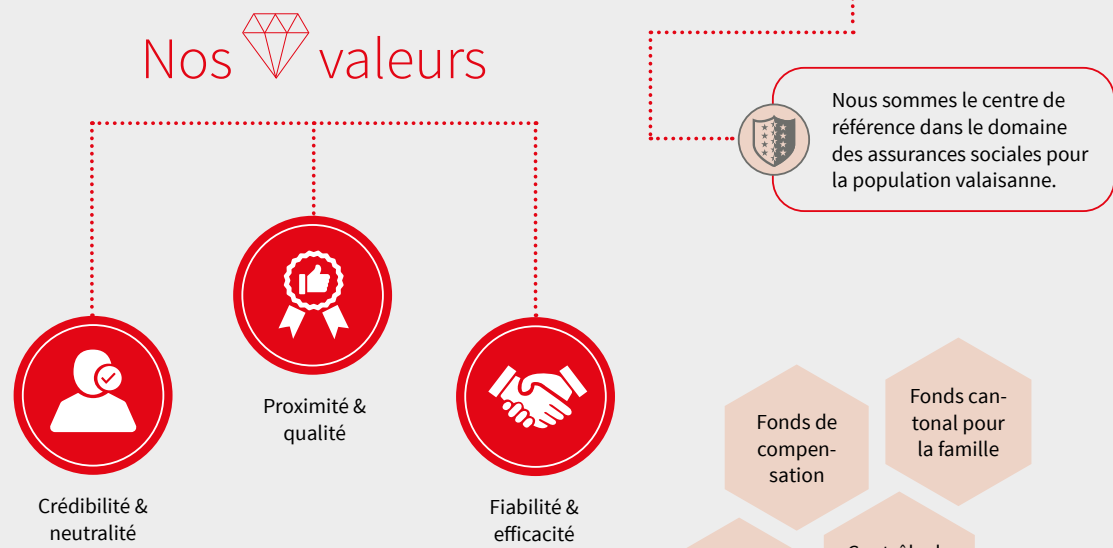 Nos valeurs
Nous sommes le centre de
référence dans le domaine
des assurances sociales pour
la population valaisanne.
Proximité &
qualité
Crédibilité &
neutralité
Fiabilité &
efficacité
Fonds de
compen-
sation
Fonds can-
tonal pour
la famille